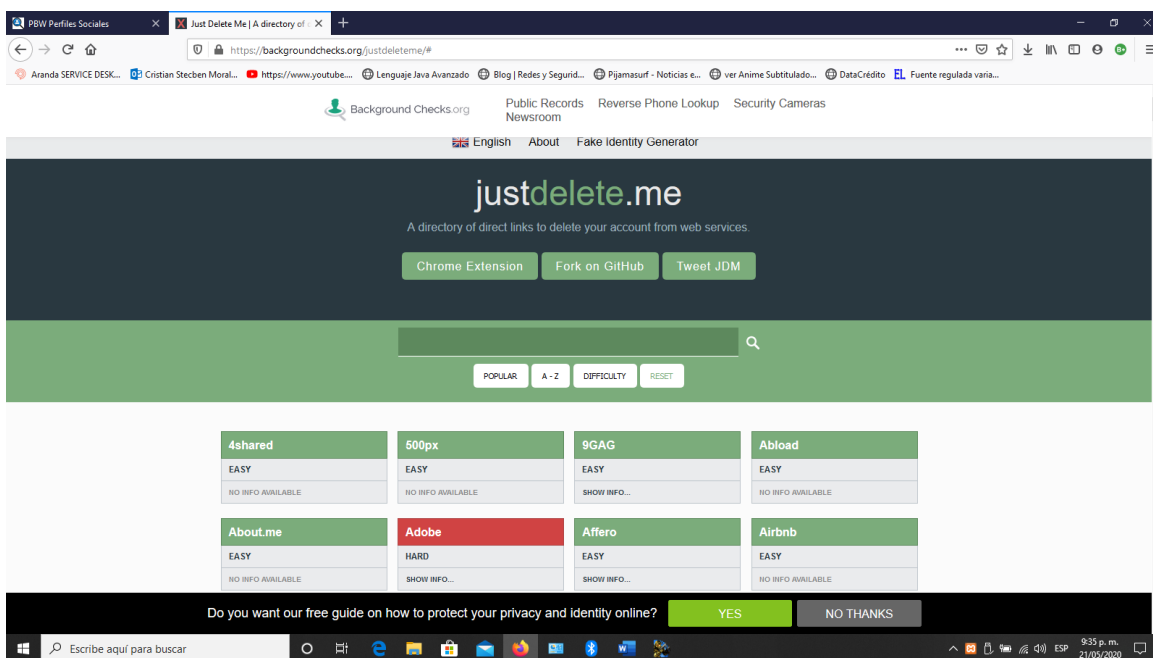 PBW Perfiles Sociales
Just Delete Me | A directory of
https://backgroundchecks.org/justdeleteme/#
Aranda SERVICE DESK... Cristian Stecben Moral... https://www.youtube.... Lenguaje Java Avanzado Blog | Redes y Segurid... Pijamasurf - Noticias e... ver Anime Subtitulado... DataCrédito EL Fuente regulada varia...
Background Checks.org
Public Records Reverse Phone Lookup Security Cameras
Newsroom
English About Fake Identity Generator
justdelete.me
A directory of direct links to delete your account from web services.
Chrome Extension Fork on GitHub Tweet JDM
POPULAR A - Z DIFFICULTY RESET
4shared 500px 9GAG Abload
EASY EASY EASY EASY
NO INFO AVAILABLE NO INFO AVAILABLE SHOW INFO... NO INFO AVAILABLE
About.me Adobe Affero Airbnb
EASY HARD EASY EASY
NO INFO AVAILABLE SHOW INFO... SHOW INFO... NO INFO AVAILABLE
Do you want our free guide on how to protect your privacy and identity online? YES NO THANKS
Escribe aquí para buscar
ESP
9:35 p. m.
21/05/2020